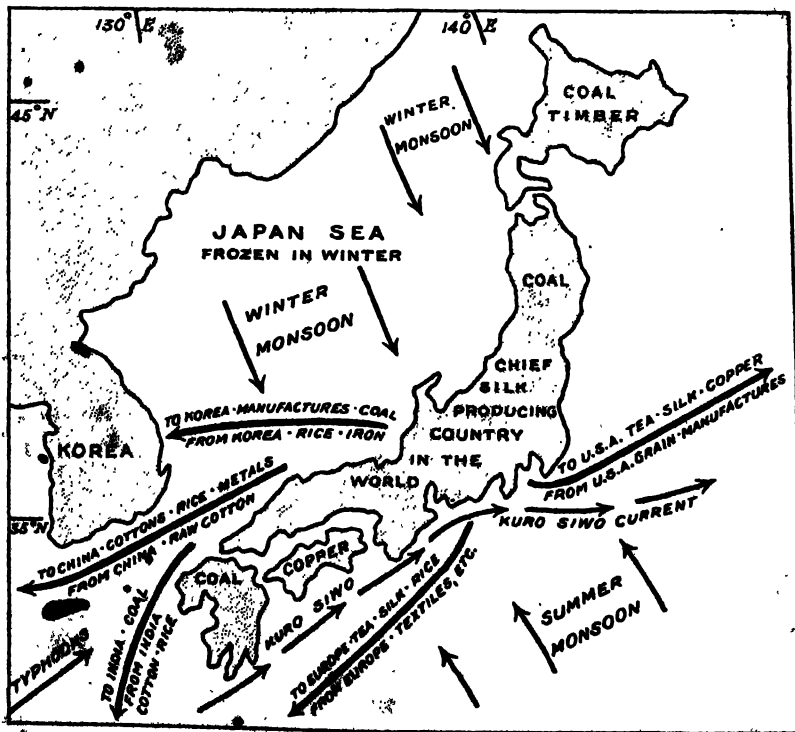 130° E
140° E
45°N
COAL
TIMBER
WINTER
MONSOON
JAPAN SEA
FROZEN IN WINTER
COAL
WINTER
MONSOON
CHIEF
SILK
PRODUCING
COUNTRY
IN THE
WORLD
TO KOREA·MANUFACTURES·COAL
FROM KOREA·RICE·IRON
KOREA
TO U.S.A. TEA·SILK·COPPER
FROM U.S.A. GRAIN·MANUFACTURES
35°N
TO CHINA·COTTONS·RICE·METALS
FROM CHINA·RAW COTTON
KURO SIWO CURRENT
COAL
COPPER
KURO SIWO
TO EUROPE·TEA·SILK·RICE
FROM EUROPE·TEXTILES, ETC.
SUMMER
MONSOON
TYPHOONS
TO INDIA·COAL
FROM INDIA
COTTON·RICE